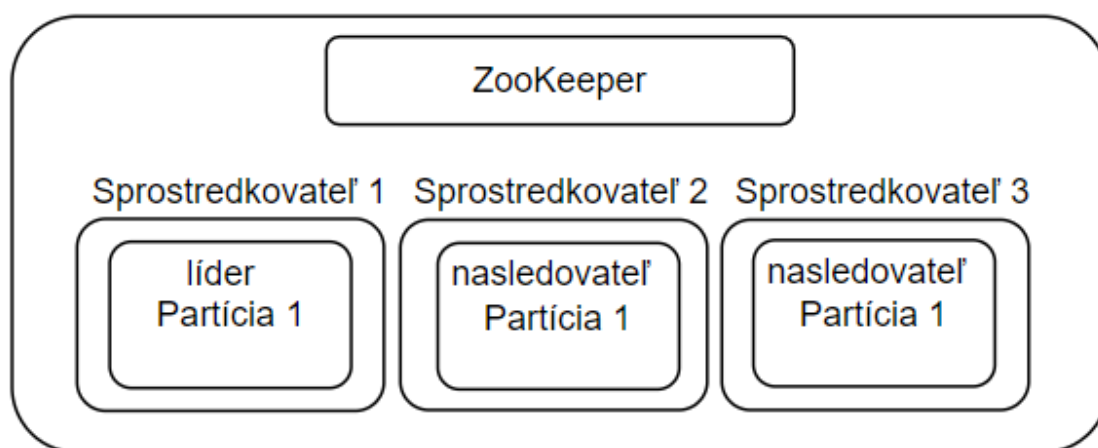 ZooKeeper
Sprostredkovateľ 1
Sprostredkovateľ 2
Sprostredkovateľ 3
líder
Partícia 1
nasledovateľ
Partícia 1
nasledovateľ
Partícia 1